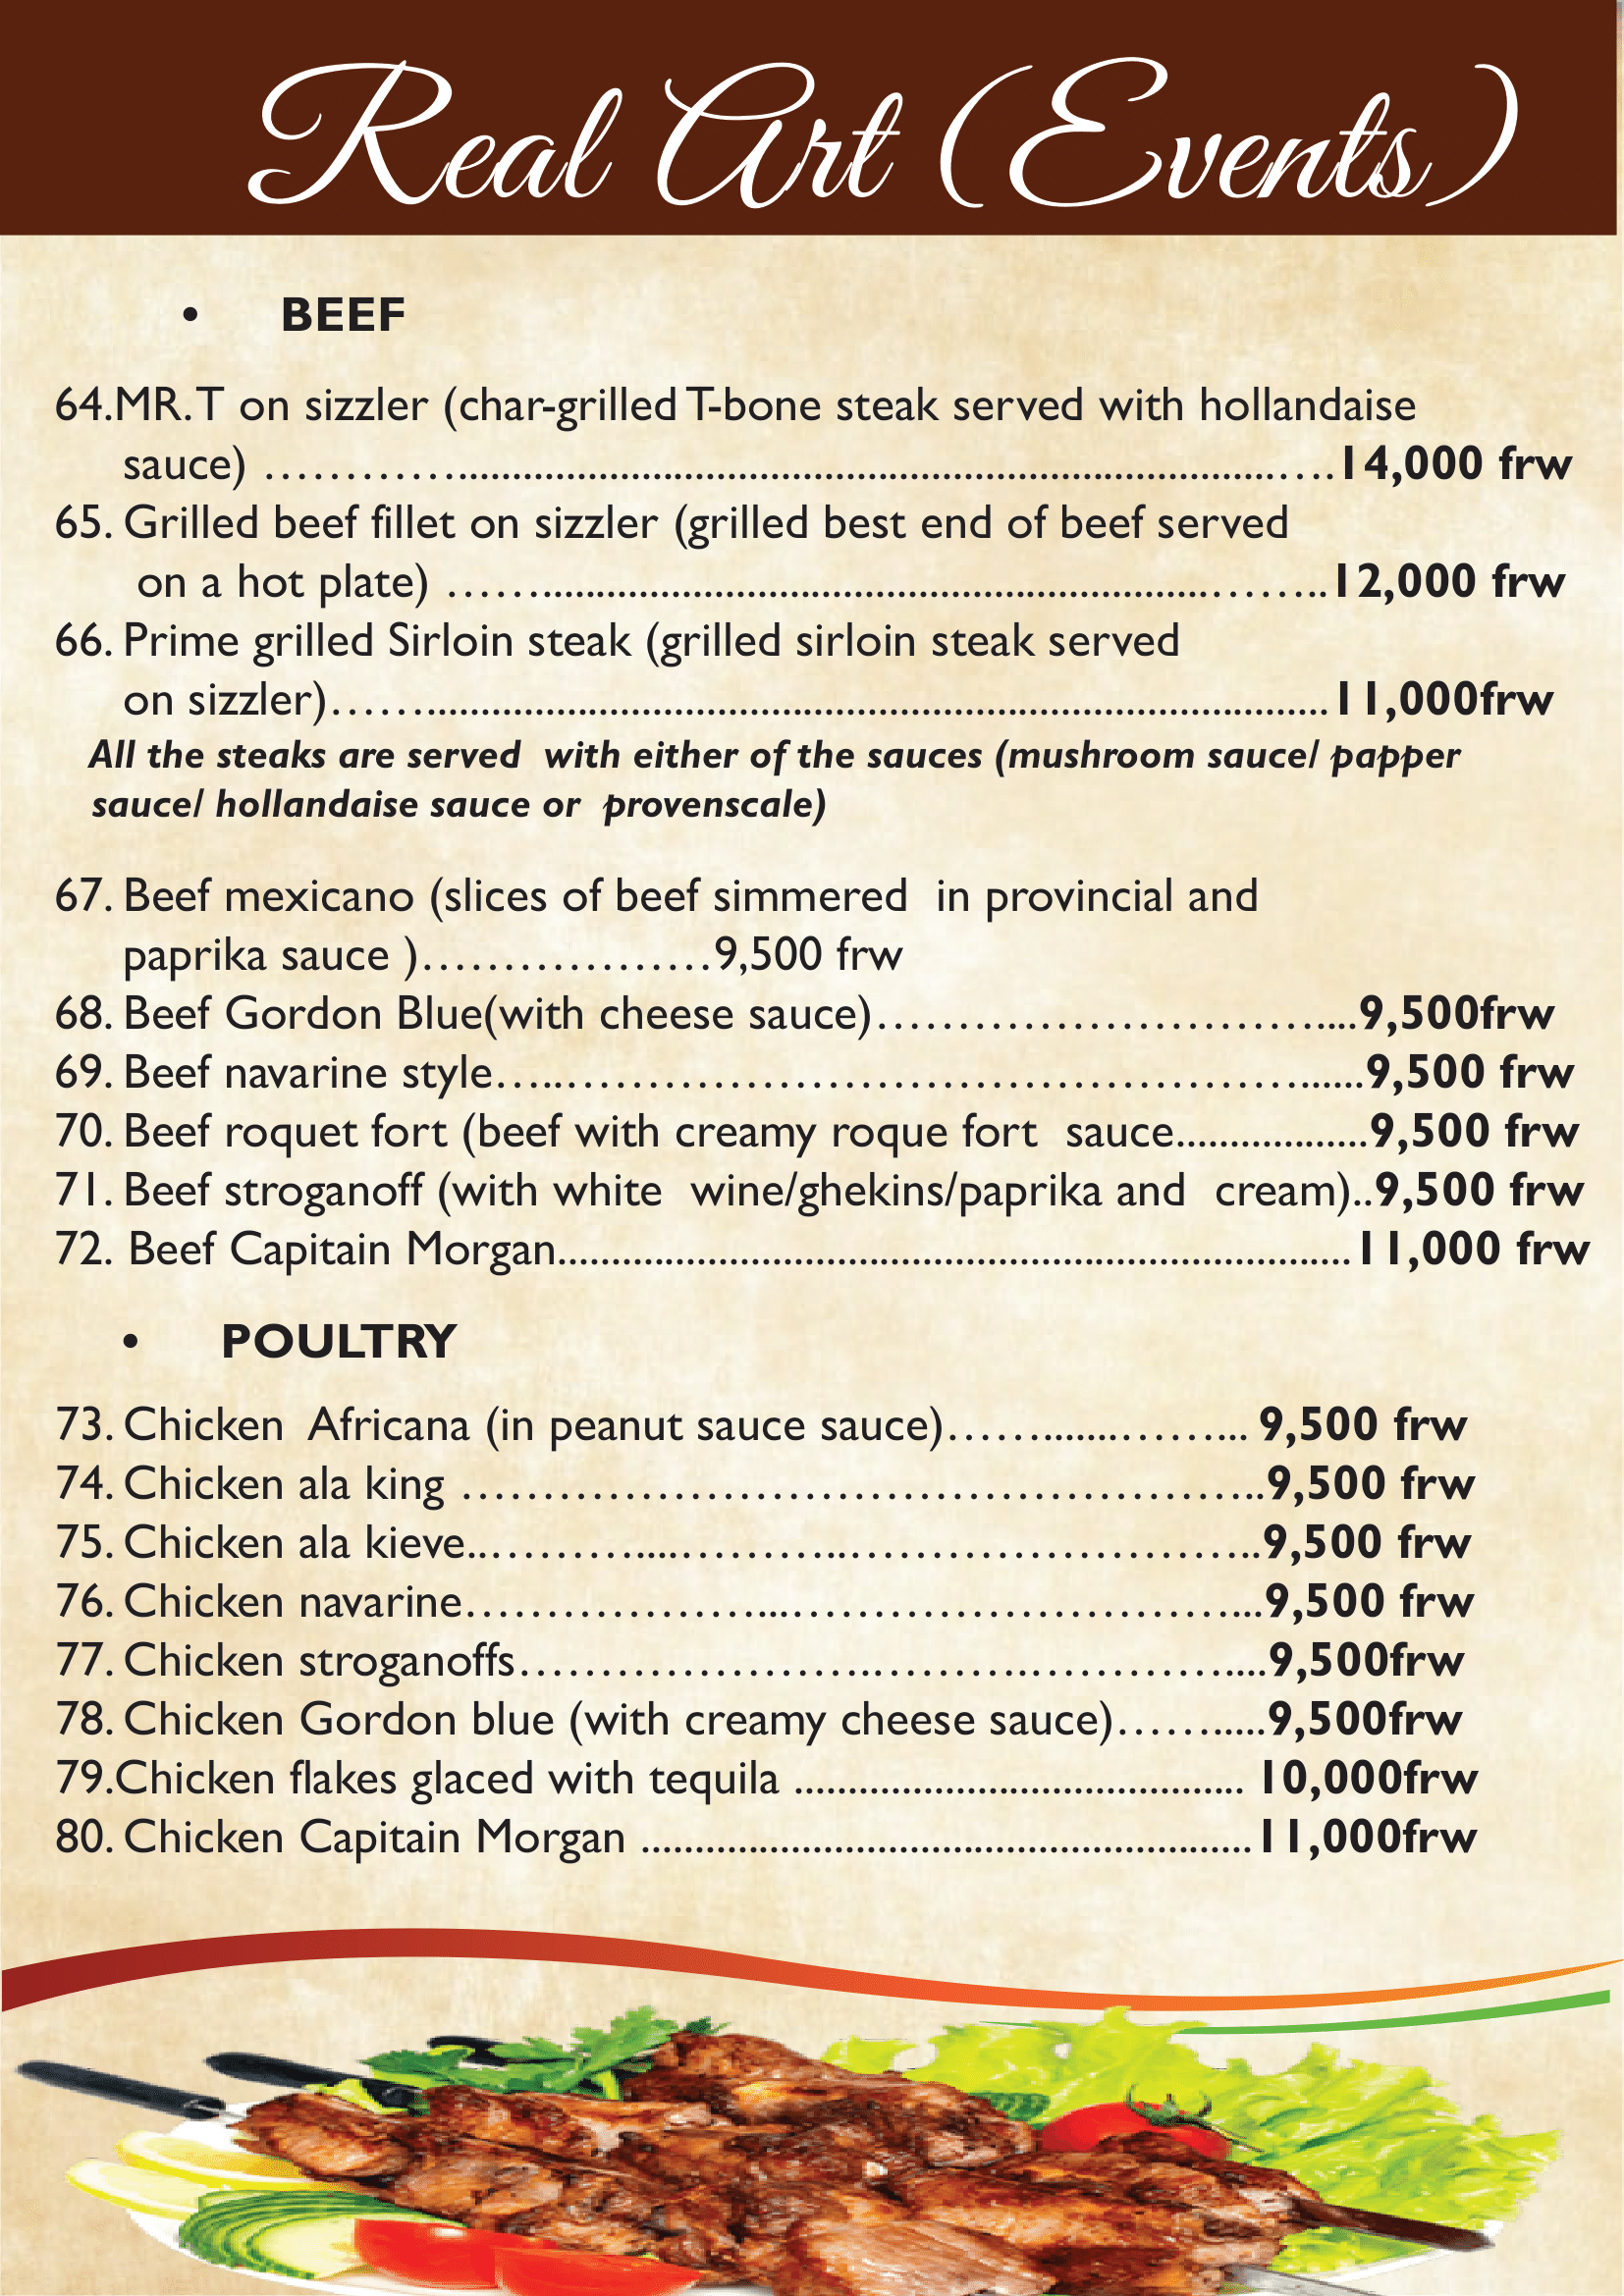 Real Art (Events)
• BEEF
64.MR.T on sizzler (char-grilled T-bone steak served with hollandaise
sauce) …………..............................................................................….14,000 frw
65. Grilled beef fillet on sizzler (grilled best end of beef served
on a hot plate) ……...............................................................……..12,000 frw
66. Prime grilled Sirloin steak (grilled sirloin steak served
on sizzler)……....................................................................................11,000frw
All the steaks are served with either of the sauces (mushroom sauce/ papper
sauce/ hollandaise sauce or provenscale)
67. Beef mexicano (slices of beef simmered in provincial and
paprika sauce )………………9,500 frw
68. Beef Gordon Blue(with cheese sauce)………………………....9,500frw
69. Beef navarine style…..………………………………………......9,500 frw
70. Beef roquet fort (beef with creamy roque fort sauce..................9,500 frw
71. Beef stroganoff (with white wine/ghekins/paprika and cream)..9,500 frw
72. Beef Capitain Morgan..........................................................................11,000 frw
• POULTRY
73. Chicken Africana (in peanut sauce sauce)…….......……... 9,500 frw
74. Chicken ala king …………………………………………..9,500 frw
75. Chicken ala kieve..………....………..……………………..9,500 frw
76. Chicken navarine………………...………………………...9,500 frw
77. Chicken stroganoffs………………….……….…………....9,500frw
78. Chicken Gordon blue (with creamy cheese sauce)…….....9,500frw
79.Chicken flakes glaced with tequila .......................................... 10,000frw
80. Chicken Capitain Morgan .........................................................11,000frw